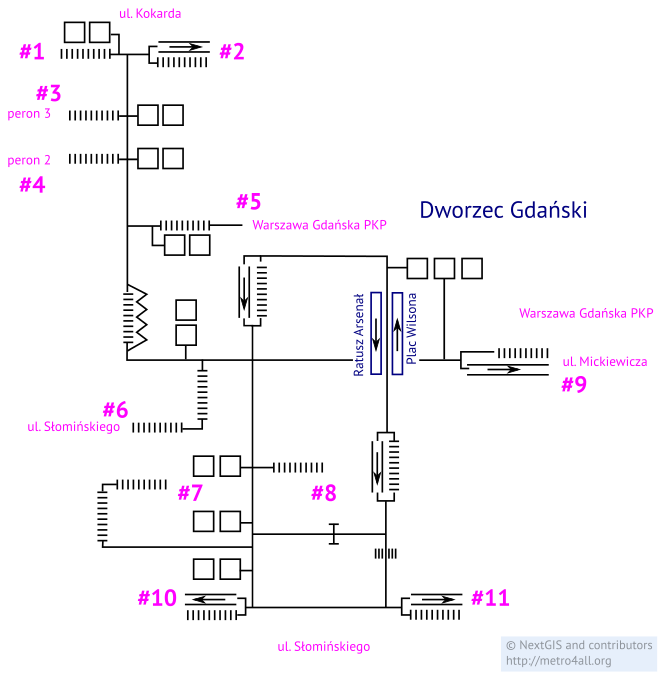 ul. Kokarda
#1
#2
#3
peron 3
peron 2
#4
#5
Warszawa Gdańska PKP
Dworzec Gdański
Ratusz Arsenał
Plac Wilsona
Warszawa Gdańska PKP
ul. Mickiewicza
#9
#6
ul. Słomińskiego
#7
#8
#10
#11
ul. Słomińskiego
© NextGIS and contributors
http://metro4all.org